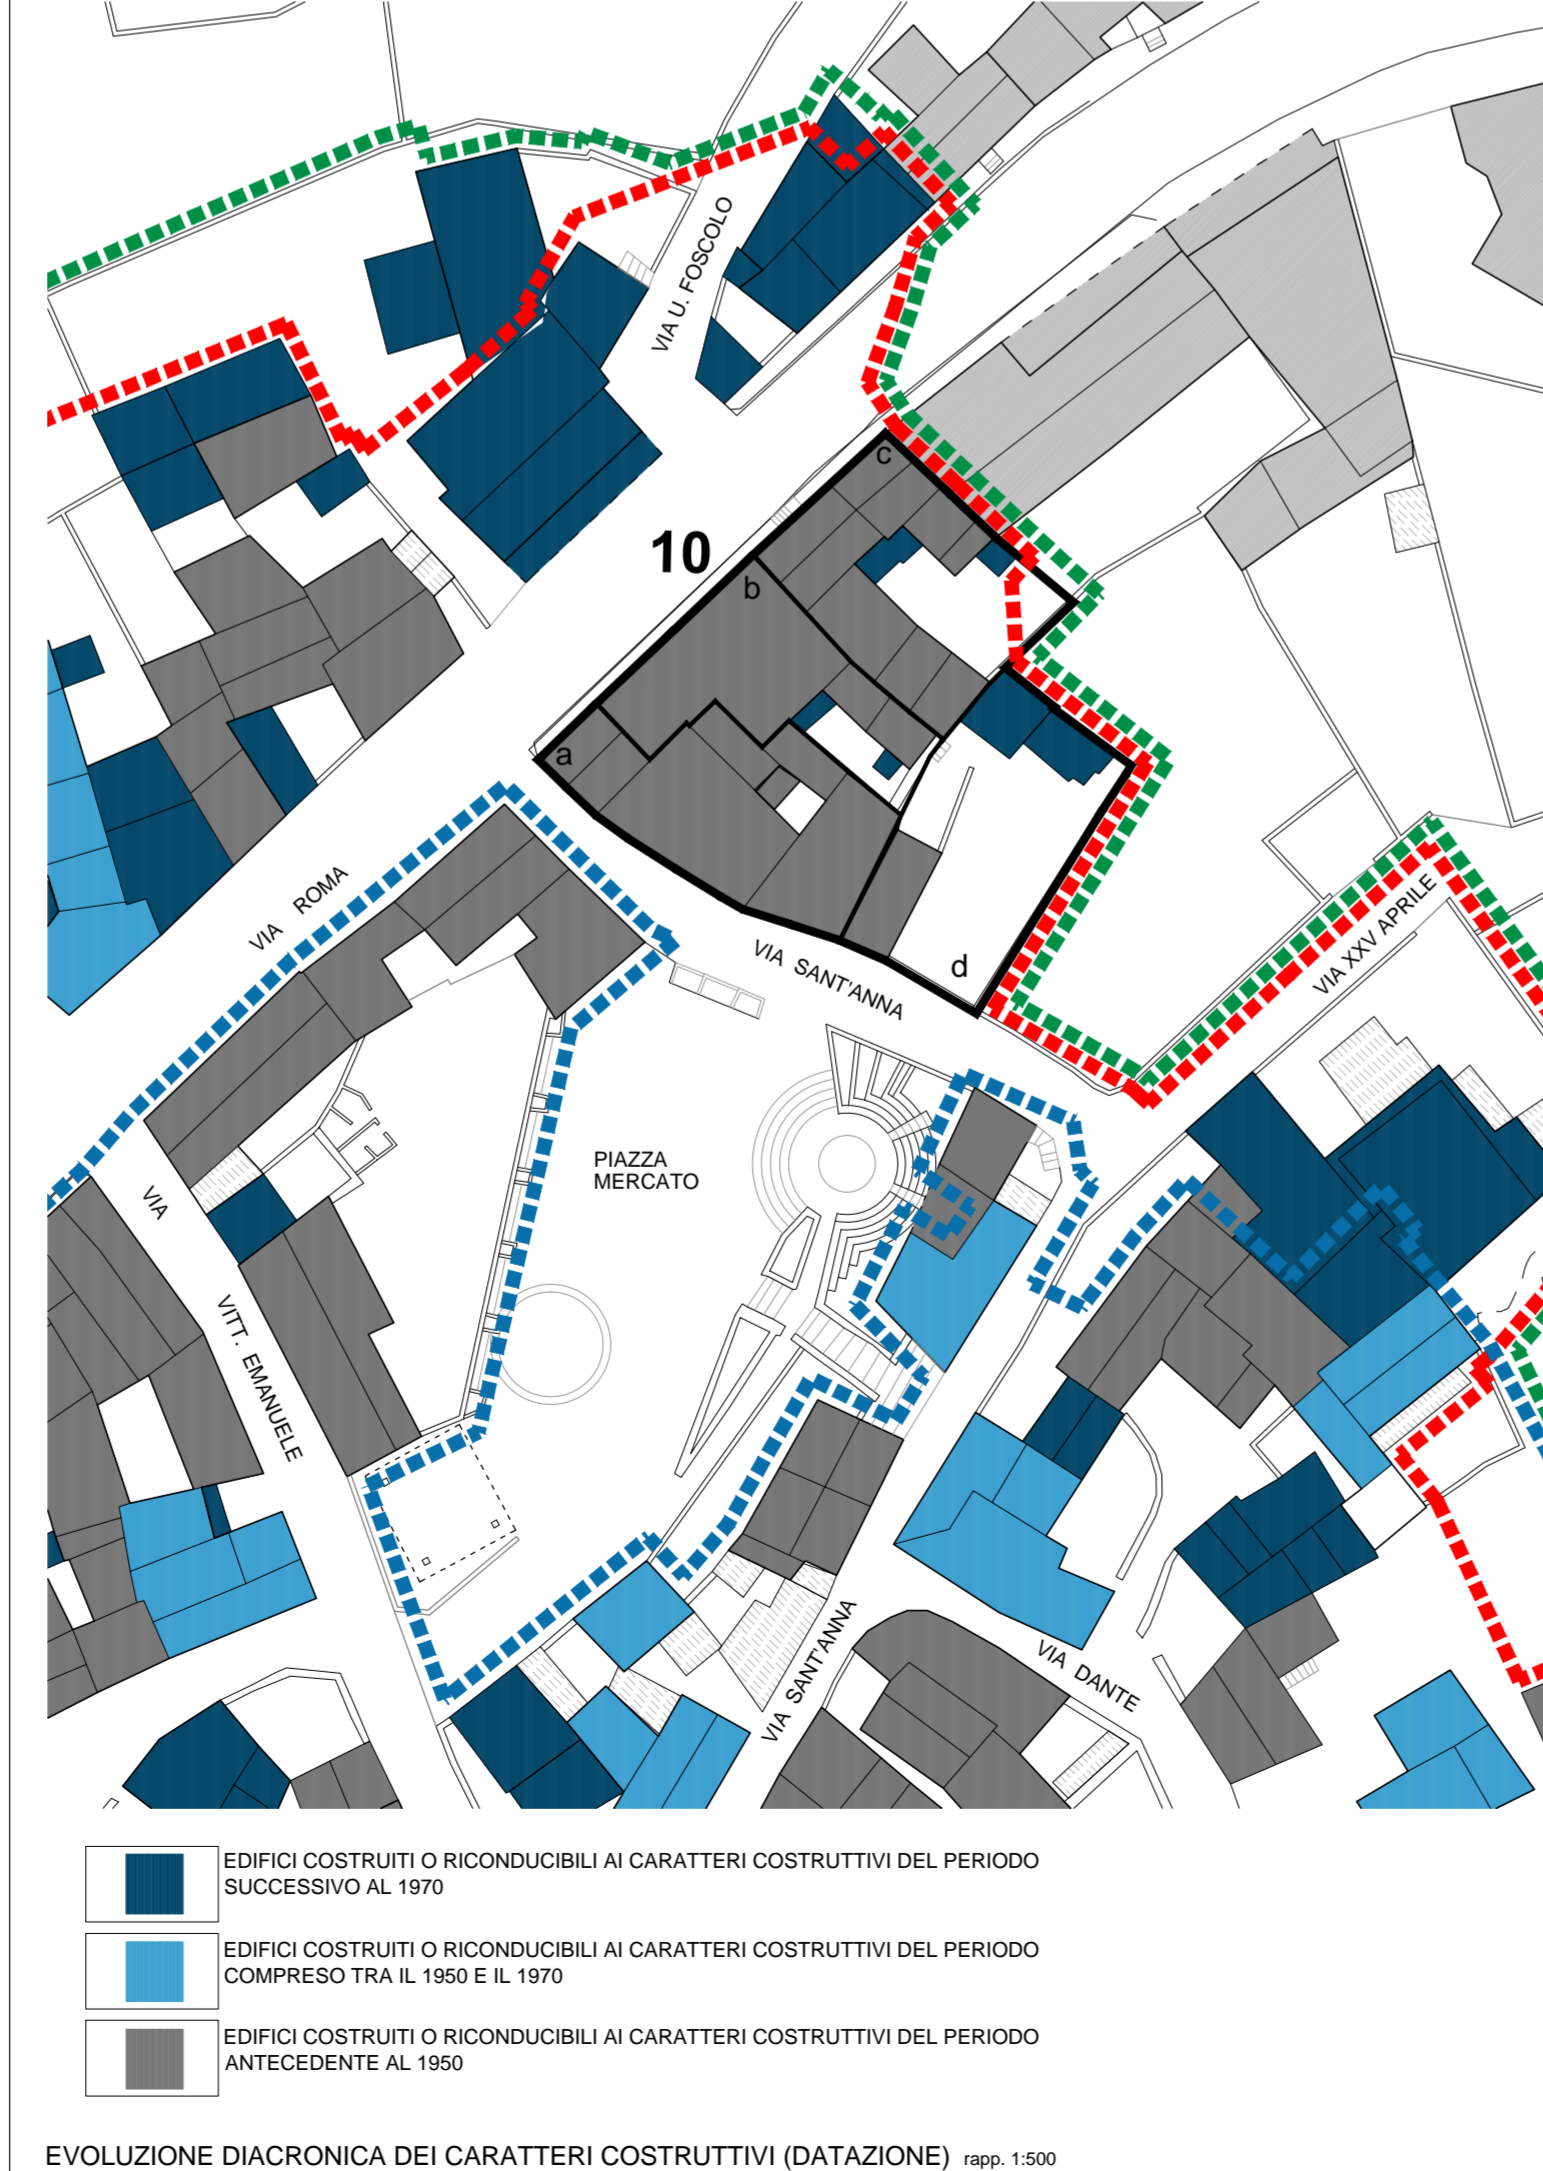 VIA U. FOSCOLO
c
10
b
a
VIA ROMA
VIA SANT'ANNA
d
VIA XXV APRILE
PIAZZA
MERCATO
VIA
VITT. EMANUELE
VIA SANT'ANNA
VIA DANTE
EDIFICI COSTRUITI O RICONDUCIBILI AI CARATTERI COSTRUTTIVI DEL PERIODO
SUCCESSIVO AL 1970
EDIFICI COSTRUITI O RICONDUCIBILI AI CARATTERI COSTRUTTIVI DEL PERIODO
COMPRESO TRA IL 1950 E IL 1970
EDIFICI COSTRUITI O RICONDUCIBILI AI CARATTERI COSTRUTTIVI DEL PERIODO
ANTECEDENTE AL 1950
EVOLUZIONE DIACRONICA DEI CARATTERI COSTRUTTIVI (DATAZIONE) rapp. 1:500